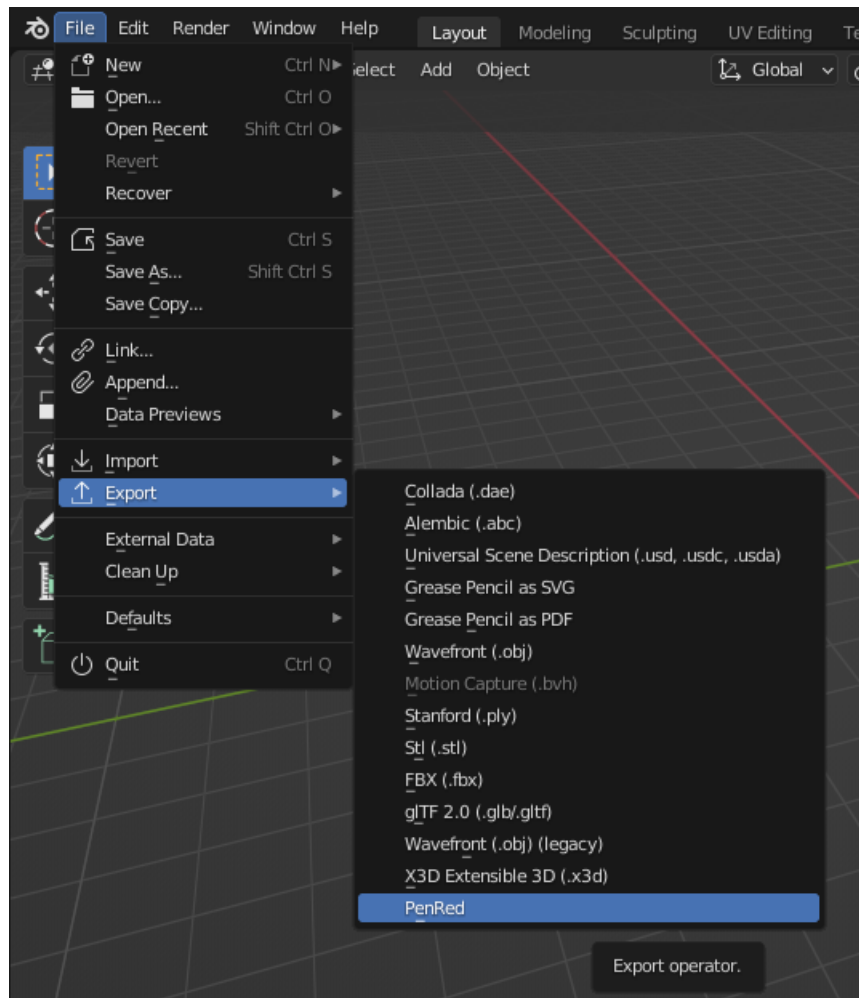 File Edit Render Window Help Layout Modeling Sculpting UV Editing
Select Add Object Global
New Ctrl N
Open... Ctrl O
Open Recent Shift Ctrl O
Revert
Recover
Save Ctrl S
Save As... Shift Ctrl S
Save Copy...
Link...
Append...
Data Previews
Import
Export
External Data
Clean Up
Defaults
Quit Ctrl Q
Collada (.dae)
Alembic (.abc)
Universal Scene Description (.usd, .usdc, .usda)
Grease Pencil as SVG
Grease Pencil as PDF
Wavefront (.obj)
Motion Capture (.bvh)
Stanford (.ply)
Stl (.stl)
FBX (.fbx)
glTF 2.0 (.glb/.gltf)
Wavefront (.obj) (legacy)
X3D Extensible 3D (.x3d)
PenRed
Export operator.